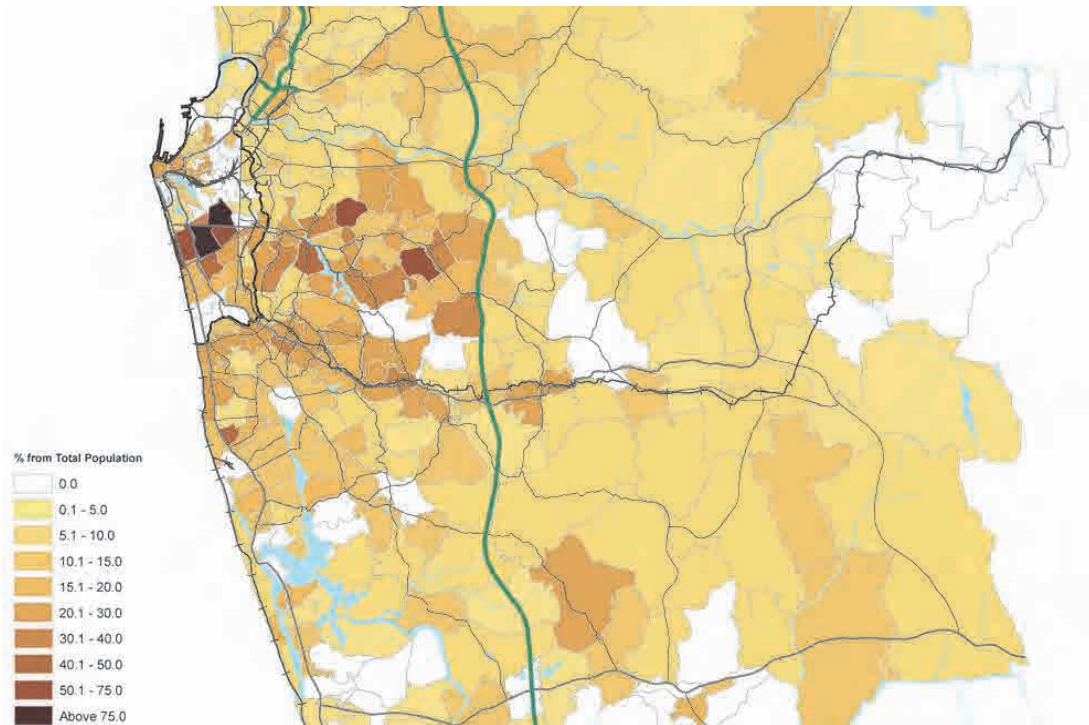 % from Total Population
0.0
0.1 - 5.0
5.1 - 10.0
10.1 - 15.0
15.1 - 20.0
20.1 - 30.0
30.1 - 40.0
40.1 - 50.0
50.1 - 75.0
Above 75.0